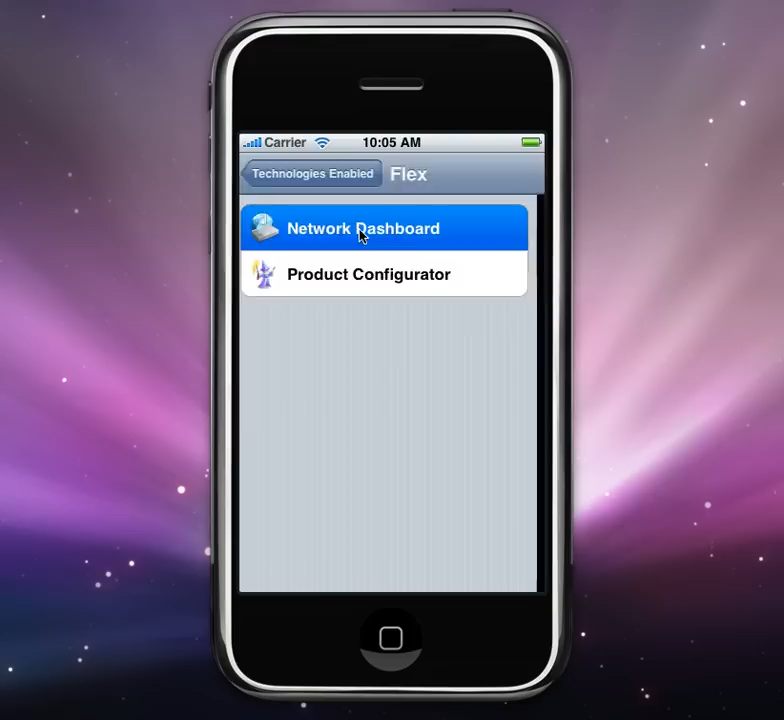 Carrier 10:05 AM
Technologies Enabled Flex
Network Dashboard
Product Configurator